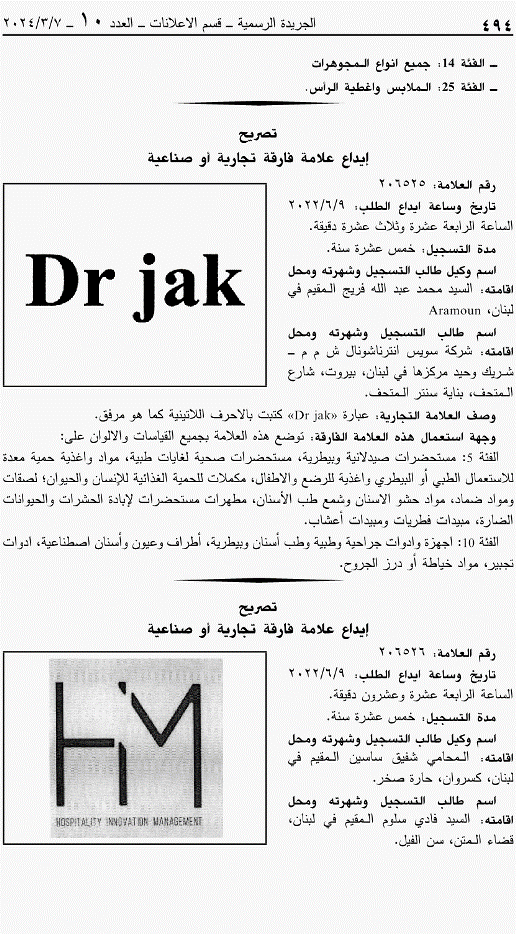 ٤٩٤ الجريدة الرسمية ــ قسم الاعلانات ــ العدد ١٠ ــ ٢٠٢٤/٣/٧
ــ الفئة 14: جميع انواع المجوهرات
ــ الفئة 25: الملابس واغطية الرأس.
تصريح
إيداع علامة فارقة تجارية أو صناعية
رقم العلامة: ٢٠٦٥٢٥
تاريخ وساعة ايداع الطلب: ٢٠٢٢/٦/٩
الساعة الرابعة عشرة وثلاث عشرة دقيقة.
مدة التسجيل: خمس عشرة سنة.
اسم وكيل طالب التسجيل وشهرته ومحل
اقامته: السيد محمد عبد الله فريج المقيم في
لبنان، Aramoun
اسم طالب التسجيل وشهرته ومحل
اقامته: شركة سويس انترناشونال ش م م ــ
شريك وحيد مركزها في لبنان، بيروت، شارع
المتحف، بناية سنتر المتحف.
Dr jak
وصف العلامة التجارية: عبارة «Dr jak» كتبت بالاحرف اللاتينية كما هو مرفق.
وجهة استعمال هذه العلامة الفارقة: توضع هذه العلامة بجميع القياسات والالوان على:
الفئة 5: مستحضرات صيدلانية وبيطرية، مستحضرات صحية لغايات طبية، مواد واغذية حمية معدة
للاستعمال الطبي أو البيطري واغذية للرضع والاطفال، مكملات للحمية الغذائية للإنسان والحيوان؛ لصقات
ومواد ضماد، مواد حشو الاسنان وشمع طب الأسنان، مطهرات مستحضرات لإبادة الحشرات والحيوانات
الضارة، مبيدات فطريات ومبيدات أعشاب.
الفئة 10: اجهزة وادوات جراحية وطبية وطب أسنان وبيطرية، أطراف وعيون وأسنان اصطناعية، ادوات
تجبير، مواد خياطة أو درز الجروح.
تصريح
إيداع علامة فارقة تجارية أو صناعية
رقم العلامة: ٢٠٦٥٢٦
تاريخ وساعة ايداع الطلب: ٢٠٢٢/٦/٩
الساعة الرابعة عشرة وعشرون دقيقة.
مدة التسجيل: خمس عشرة سنة.
اسم وكيل طالب التسجيل وشهرته ومحل
اقامته: المحامي شفيق ساسين المقيم في
لبنان، كسروان، حارة صخر.
اسم طالب التسجيل وشهرته ومحل
اقامته: السيد فادي سلوم المقيم في لبنان،
قضاء المتن، سن الفيل.
HiM
HOSPITALITY INNOVATION MANAGEMENT